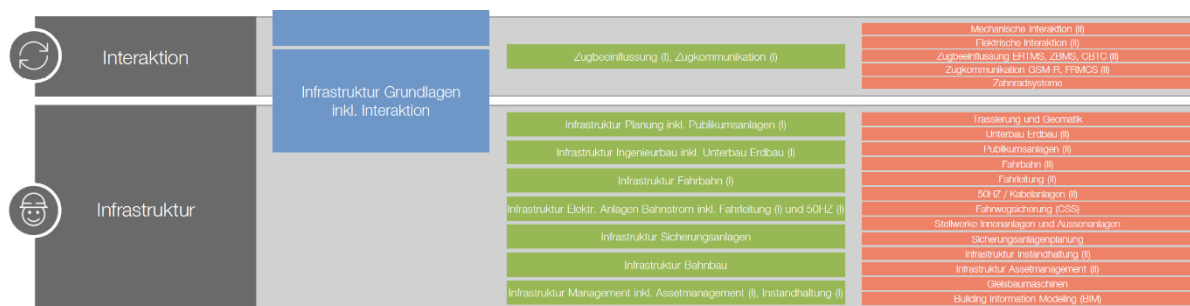 Interaktion
Infrastruktur Grundlagen
inkl. Interaktion
Zugbeeinflussung (I), Zugkommunikation (I)
Mechanische Interaktion (II)
Elektrische Interaktion (II)
Zugbeeinflussung ERTMS, ZBMS, CBTC (II)
Zugkommunikation GSM-R, FRMCS (II)
Zahnradsysteme
Infrastruktur
Infrastruktur Planung inkl. Publikumsanlagen (I)
Infrastruktur Ingenieurbau inkl. Unterbau Erdbau (I)
Infrastruktur Fahrbahn (I)
Infrastruktur Elektr. Anlagen Bahnstrom inkl. Fahrleitung (I) und 50HZ (I)
Infrastruktur Sicherungsanlagen
Infrastruktur Bahnbau
Infrastruktur Management inkl. Assetmanagement (I), Instandhaltung (I)
Trassierung und Geomatik
Unterbau Erdbau (II)
Publikumsanlagen (II)
Fahrbahn (II)
Fahrleitung (II)
50HZ / Kabelanlagen (II)
Fahrwegsicherung (CSS)
Stellwerke Innenanlagen und Aussenanlagen
Sicherungsanlagenplanung
Infrastruktur Instandhaltung (II)
Infrastruktur Assetmanagement (II)
Gleisbaumaschinen
Building Information Modeling (BIM)